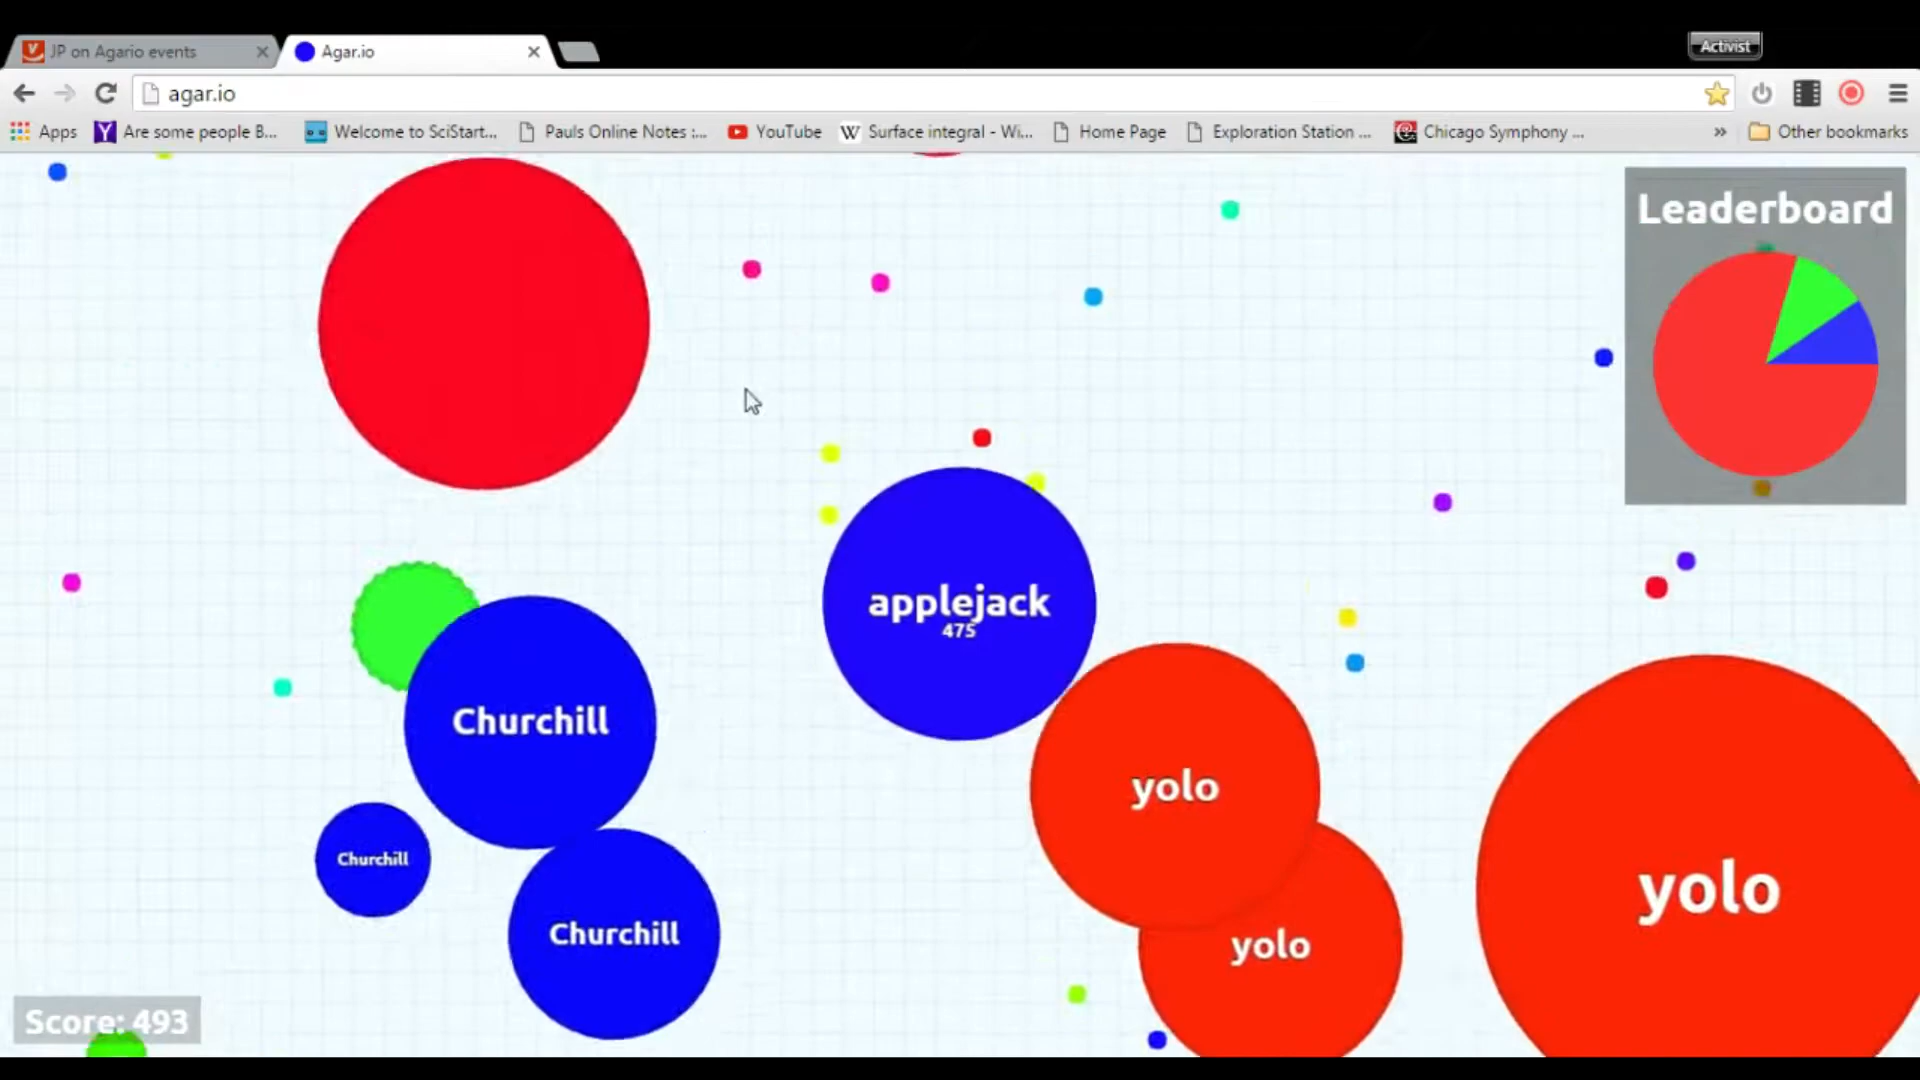 JP on Agario events
Agar.io
Activist
agar.io
Apps
Are some people B...
Welcome to SciStart...
Pauls Online Notes :...
YouTube
W Surface integral - Wi...
Home Page
Exploration Station ...
Chicago Symphony ...
»
Other bookmarks
Leaderboard
applejack
475
Churchill
yolo
Churchill
yolo
Churchill
yolo
Score: 493